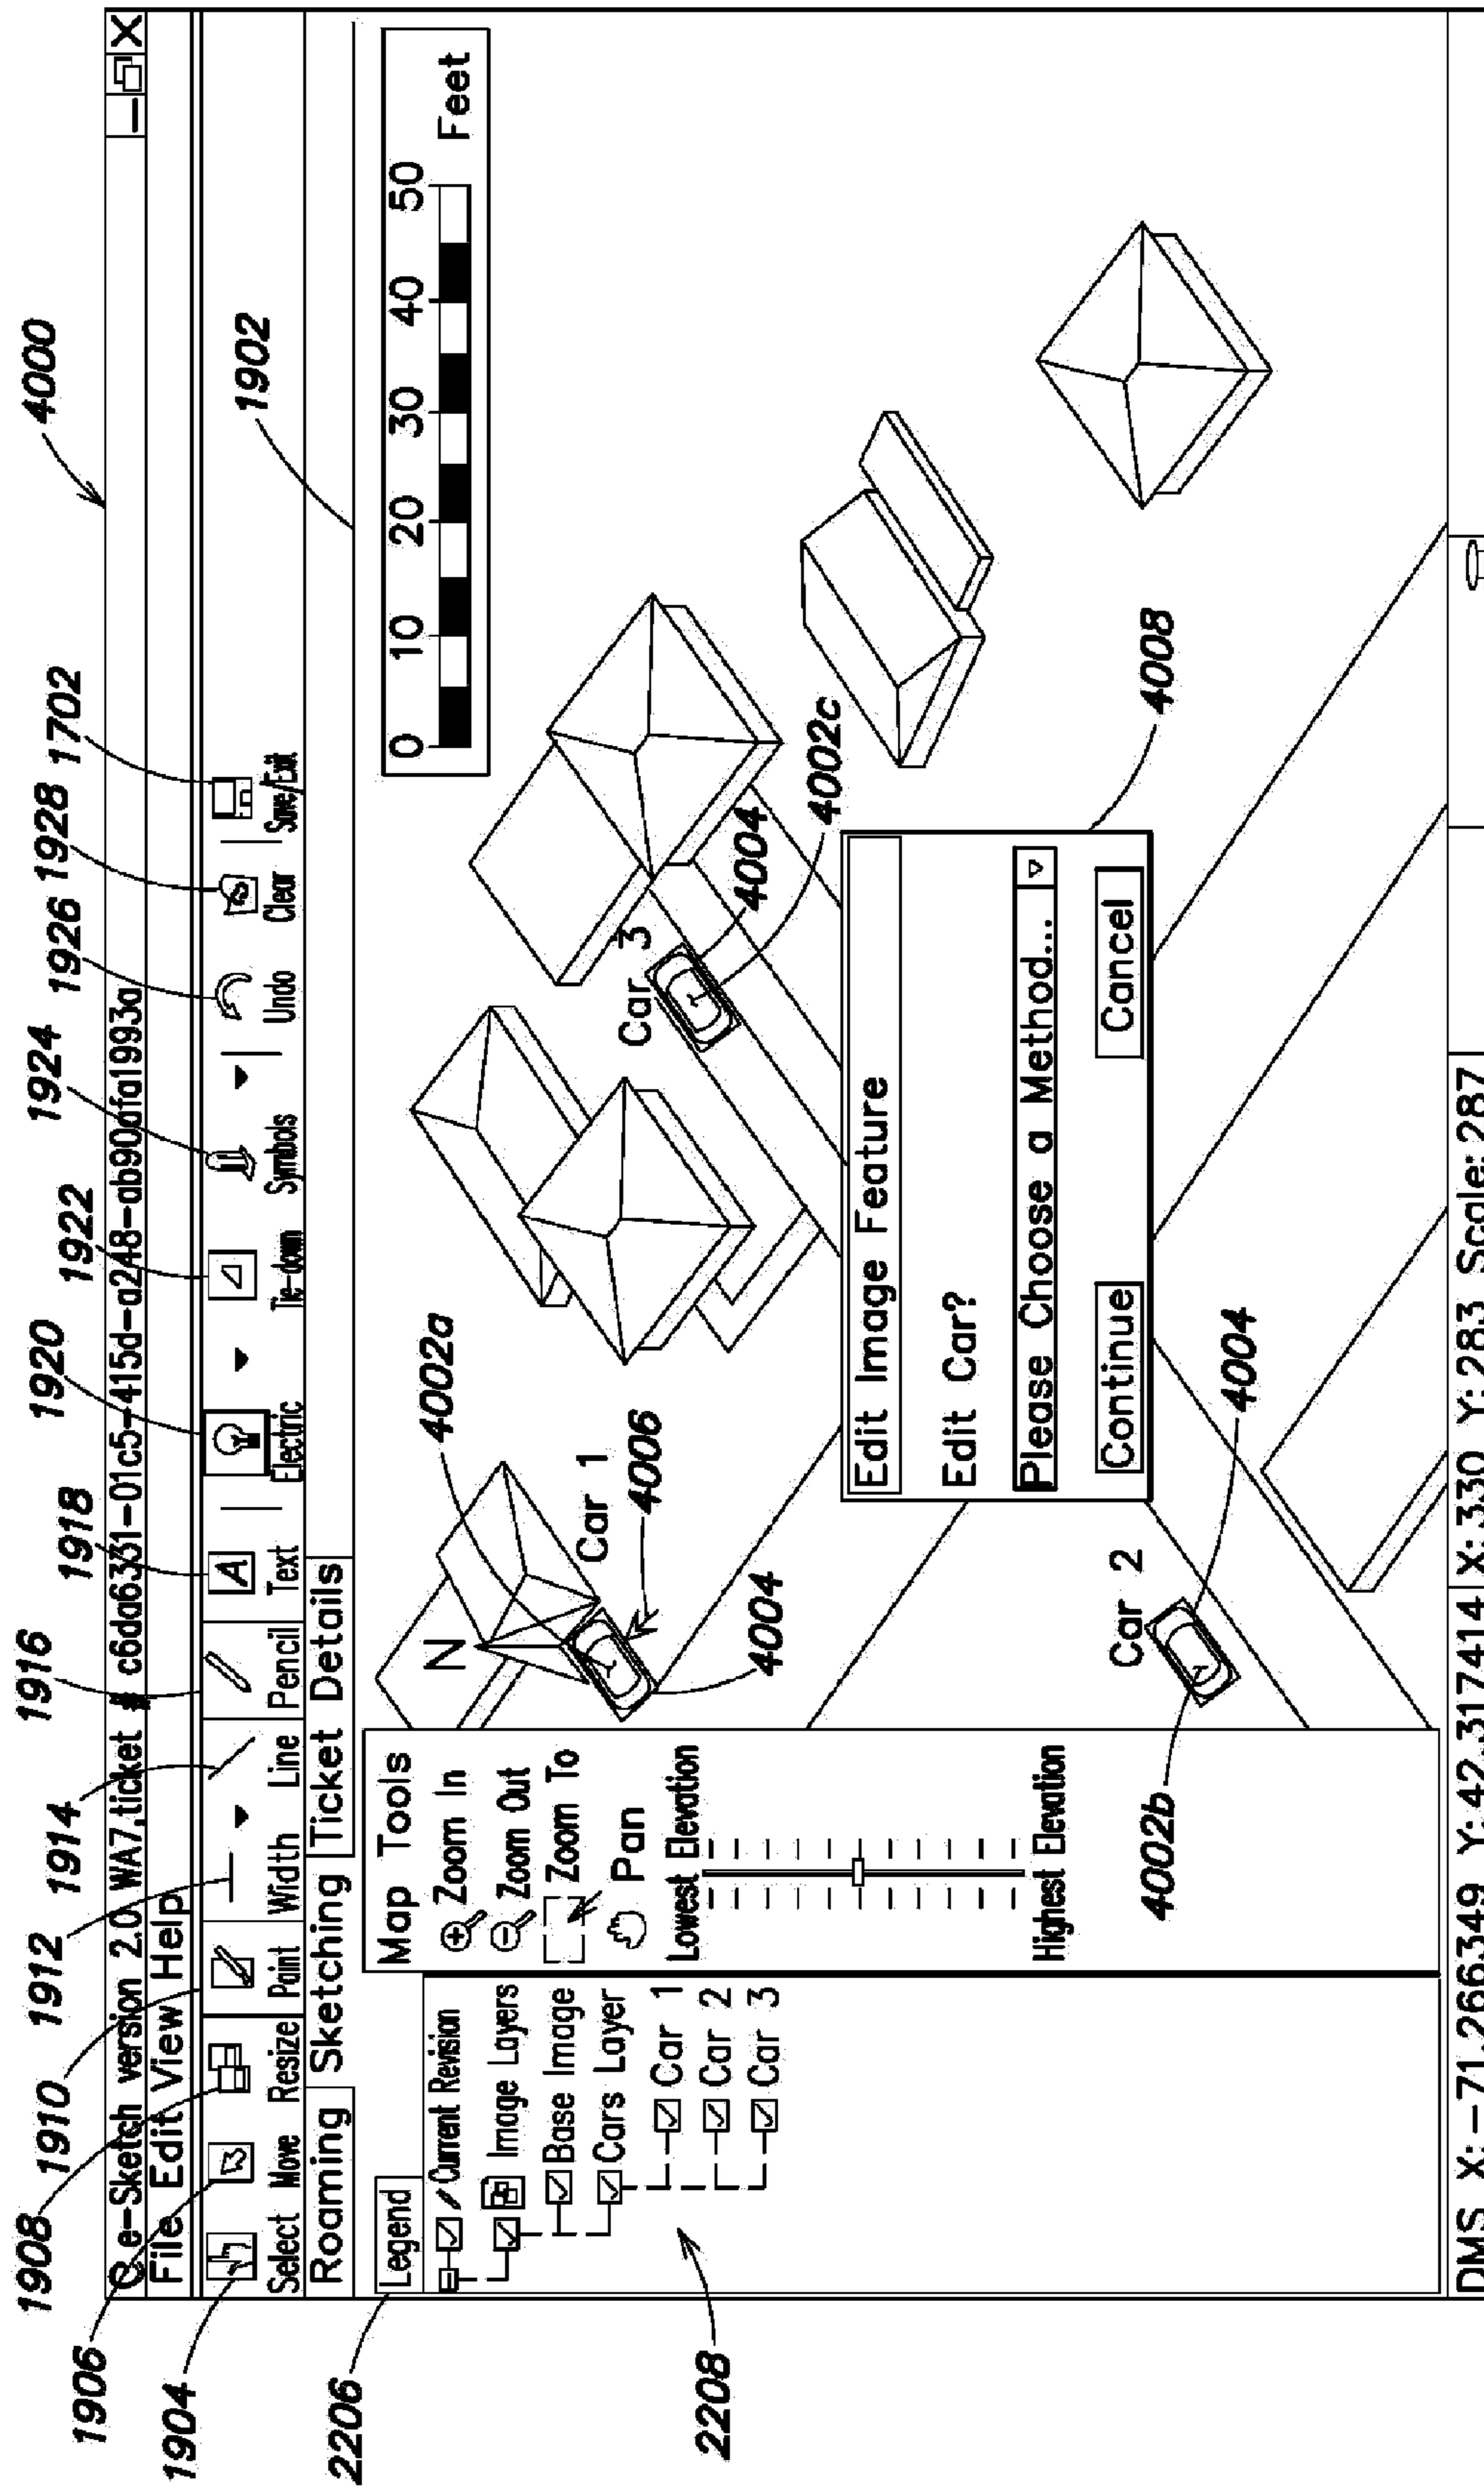 4000
1908
1910
1912
1914
1916
1918
1920
1922
1924
1926
1928
1702
1906
1904
1902
e-Sketch version 2.0, WA7,ticket # c6da6331-01c5-415d-a248-ab90afa1993a
File Edit View Help
Select Move Resize Paint Width Line Pencil Text Electric Tie-down Symbols Undo Clear Save/Exit
Roaming Sketching Ticket Details
2206
Legend
Current Revision
Image Layers
Base Image
Cars Layer
Car 1
Car 2
Car 3
2208
Map Tools
Zoom In
Zoom Out
Zoom To
Pan
Lowest Elevation
Highest Elevation
0 10 20 30 40 50
Feet
N
4002a
Car 1
4006
4004
Car 3
4004
4002c
Edit Image Feature
Edit Car?
Please Choose a Method...
Continue Cancel
4008
Car 2
4002b
4004
DMS X:-71.266349 Y:42.317414 X:330 Y:283 Scale:287